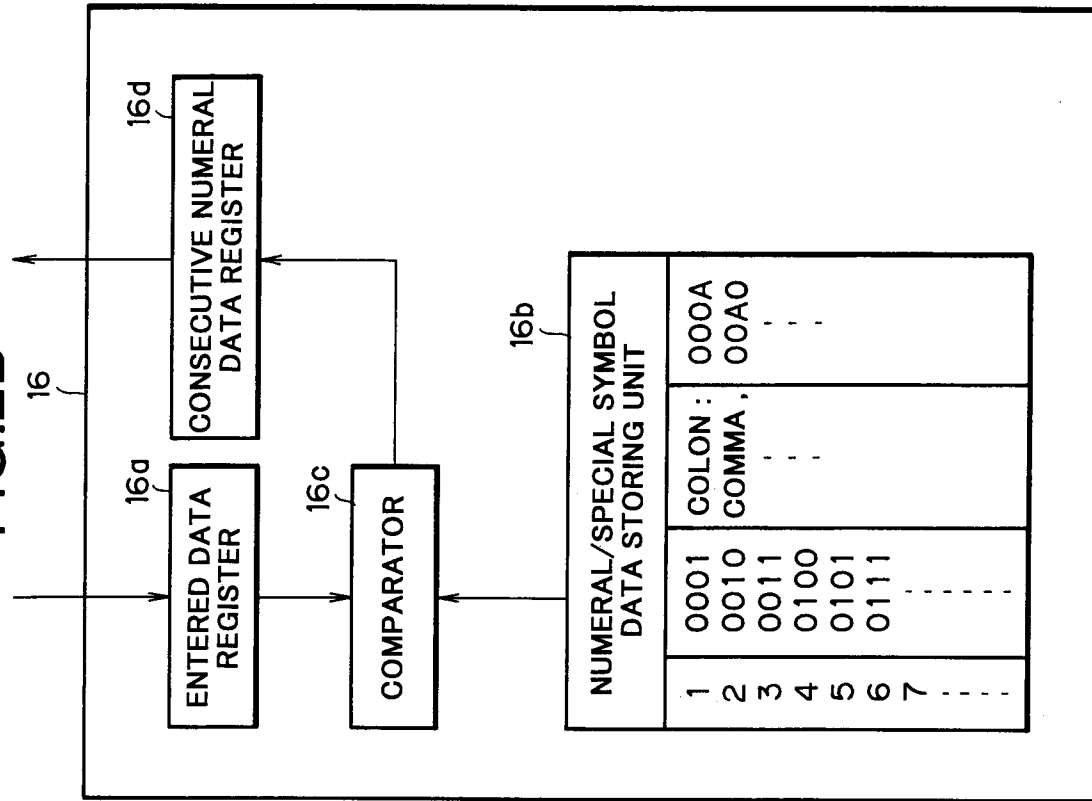 16
16a
ENTERED DATA
REGISTER
16d
CONSECUTIVE NUMERAL
DATA REGISTER
16c
COMPARATOR
16b
NUMERAL/SPECIAL SYMBOL
DATA STORING UNIT
1 0001 COLON : 000A
2 0010 COMMA , 00A0
3 0011 - - - - - -
4 0100 - - -
5 0101
6 0111
7 - - - - - -
- - - - -